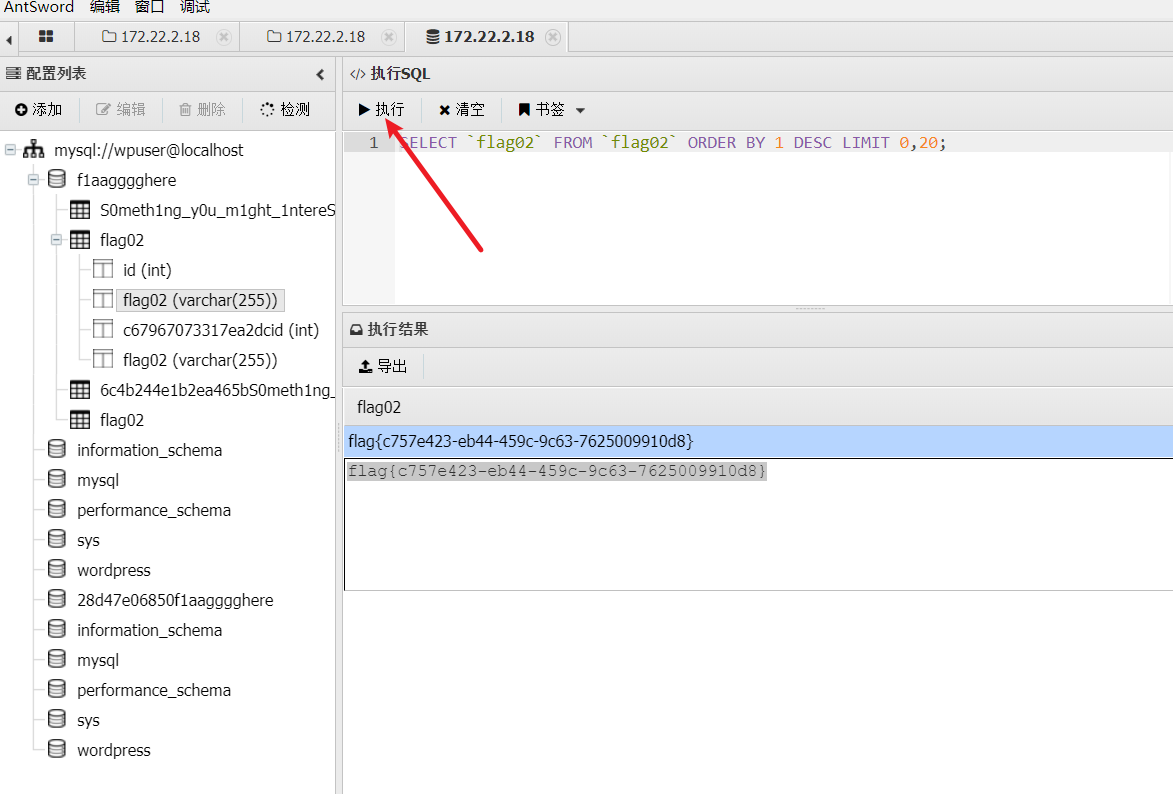 AntSword 编辑 窗口 调试
172.22.2.18 172.22.2.18 172.22.2.18
配置列表
添加 编辑 删除 检测
mysql://wpuser@localhost
f1aagggghere
S0meth1ng_y0u_m1ght_1ntereS
flag02
id (int)
flag02 (varchar(255))
c67967073317ea2dcid (int)
flag02 (varchar(255))
6c4b244e1b2ea465bS0meth1ng_
flag02
information_schema
mysql
performance_schema
sys
wordpress
28d47e06850f1aagggghere
information_schema
mysql
performance_schema
sys
wordpress
执行SQL
执行 清空 书签
1 SELECT `flag02` FROM `flag02` ORDER BY 1 DESC LIMIT 0,20;
执行结果
导出
flag02
flag{c757e423-eb44-459c-9c63-7625009910d8}
flag{c757e423-eb44-459c-9c63-7625009910d8}